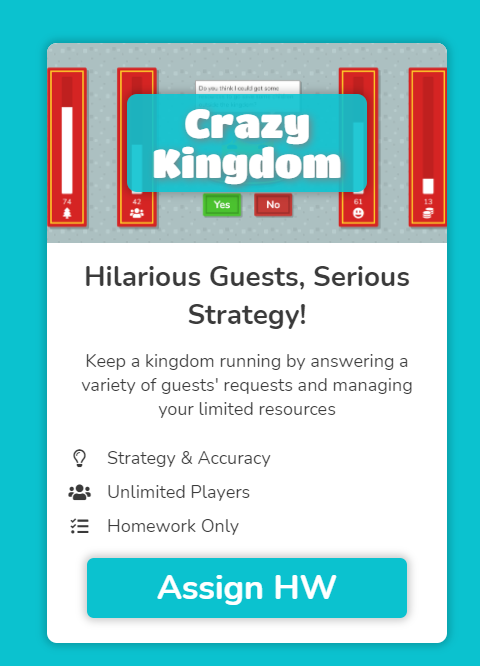 Do you think I could get some
Crazy
Kingdom
74
42
61
13
Yes
No
Hilarious Guests, Serious
Strategy!
Keep a kingdom running by answering a
variety of guests' requests and managing
your limited resources
Strategy & Accuracy
Unlimited Players
Homework Only
Assign HW